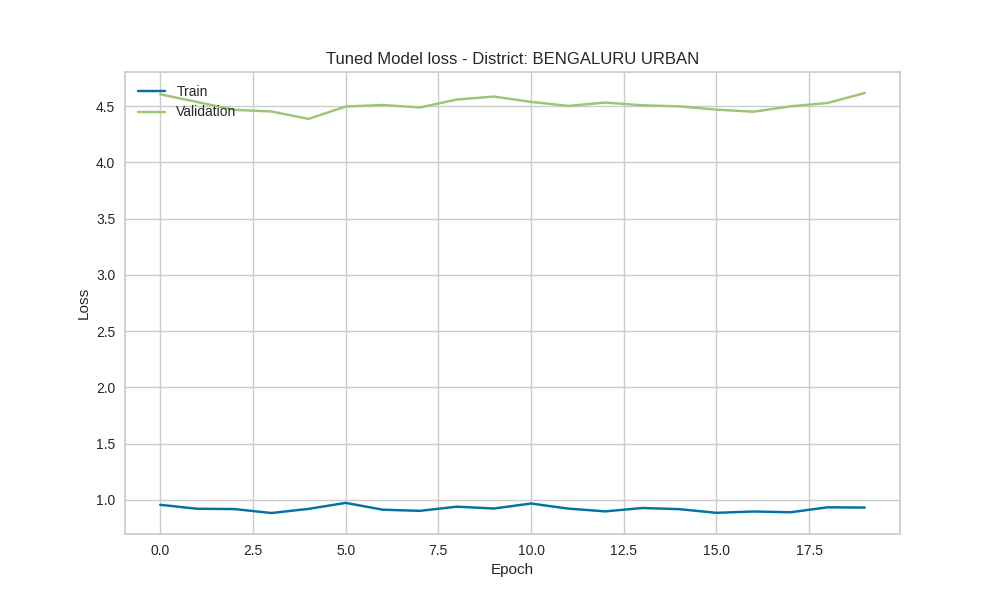 Tuned Model loss - District: BENGALURU URBAN
Train
Validation
4.5
4.0
3.5
3.0
2.5
2.0
1.5
1.0
Loss
0.0 2.5 5.0 7.5 10.0 12.5 15.0 17.5
Epoch